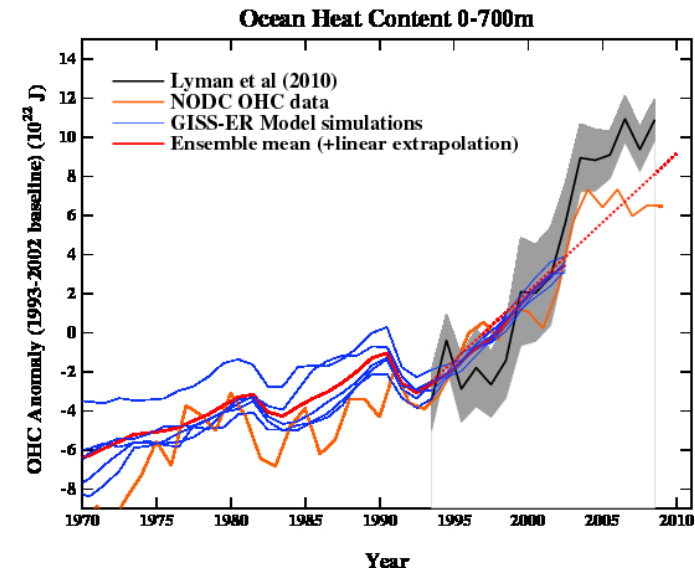 Ocean Heat Content 0-700m
14
12
10
8
6
4
2
0
-2
-4
-6
-8
OHC Anomaly (1993-2002 baseline) (10²² J)
Lyman et al (2010)
NODC OHC data
GISS-ER Model simulations
Ensemble mean (+linear extrapolation)
1970 1975 1980 1985 1990 1995 2000 2005 2010
Year